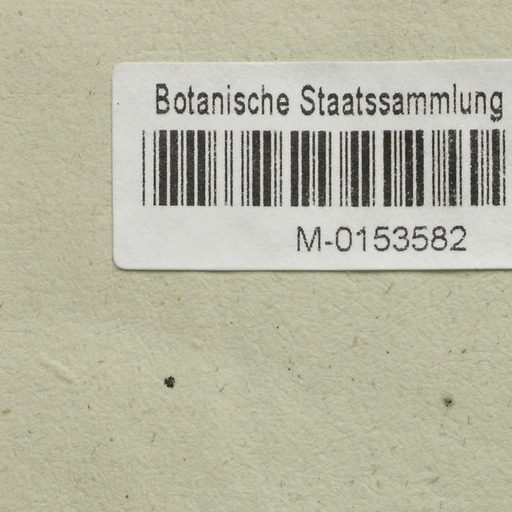 Botanische Staatssammlung
M-0153582